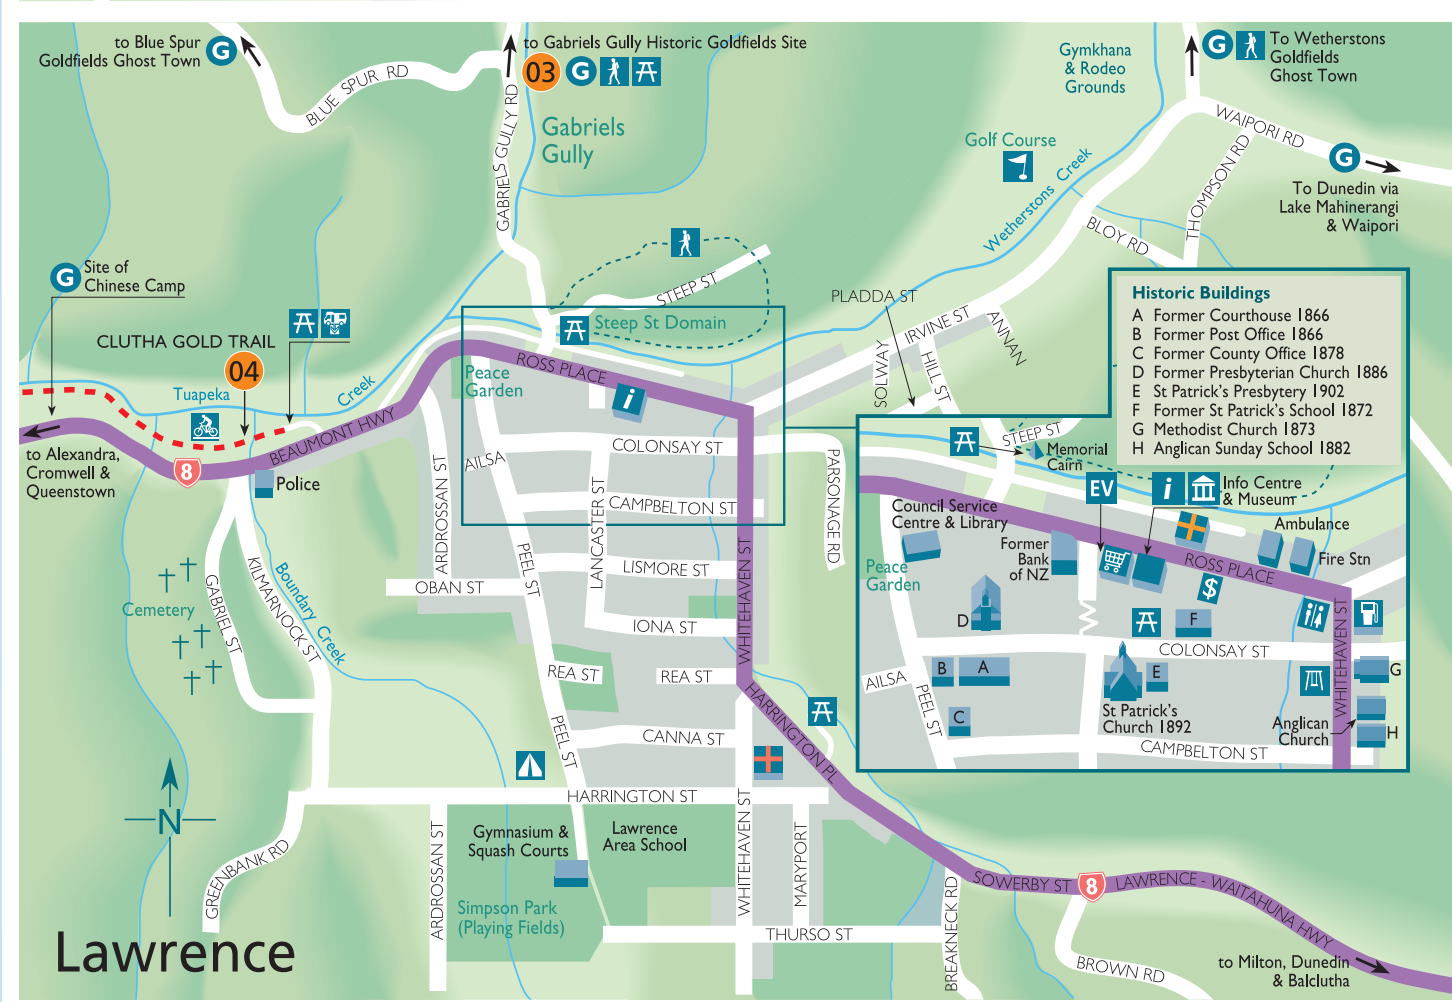 to Blue Spur
Goldfields Ghost Town
G
to Gabriels Gully Historic Goldfields Site
03
G
BLUE SPUR RD
GABRIELS GULLY RD
Gabriels
Gully
Gymkhana
& Rodeo
Grounds
G
To Wetherstons
Goldfields
Ghost Town
WAIPORI RD
THOMPSON RD
G
To Dunedin via
Lake Mahinerangi
& Waipori
Golf Course
Wetherstons Creek
BLOY RD
G
Site of
Chinese Camp
CLUTHA GOLD TRAIL
04
Tuapeka
Creek
BEAUMONT HWY
8
to Alexandra,
Cromwell &
Queenstown
Police
STEEP ST
Steep St Domain
PLADDA ST
SOLWAY
IRVINE ST
HILL ST
ANNAN
Peace
Garden
ROSS PLACE
i
COLONSAY ST
AILSA
CAMPBELTON ST
LANCASTER ST
ARDROSSAN ST
PEEL ST
LISMORE ST
OBAN ST
IONA ST
REA ST
REA ST
WHITEHAVEN ST
PARSONAGE RD
Cemetery
GABRIEL ST
KILMARNOCK ST
Boundary Creek
PEEL ST
CANNA ST
HARRINGTON PL
HARRINGTON ST
Gymnasium &
Squash Courts
Lawrence
Area School
Simpson Park
(Playing Fields)
ARDROSSAN ST
WHITEHAVEN ST
MARYPORT
THURSO ST
BREAKNECK RD
SOWERBY ST
8
LAWRENCE - WAITAHUNA HWY
BROWN RD
to Milton, Dunedin
& Balclutha
GREENBANK RD
N
Lawrence
Historic Buildings
A Former Courthouse 1866
B Former Post Office 1866
C Former County Office 1878
D Former Presbyterian Church 1886
E St Patrick's Presbytery 1902
F Former St Patrick's School 1872
G Methodist Church 1873
H Anglican Sunday School 1882
STEEP ST
Memorial
Cairn
EV
i
Info Centre
& Museum
Council Service
Centre & Library
Former
Bank
of NZ
Ambulance
Fire Stn
ROSS PLACE
$
Peace
Garden
D
F
COLONSAY ST
WHITEHAVEN ST
G
AILSA
B
A
E
PEEL ST
C
St Patrick's
Church 1892
Anglican
Church
H
CAMPBELTON ST